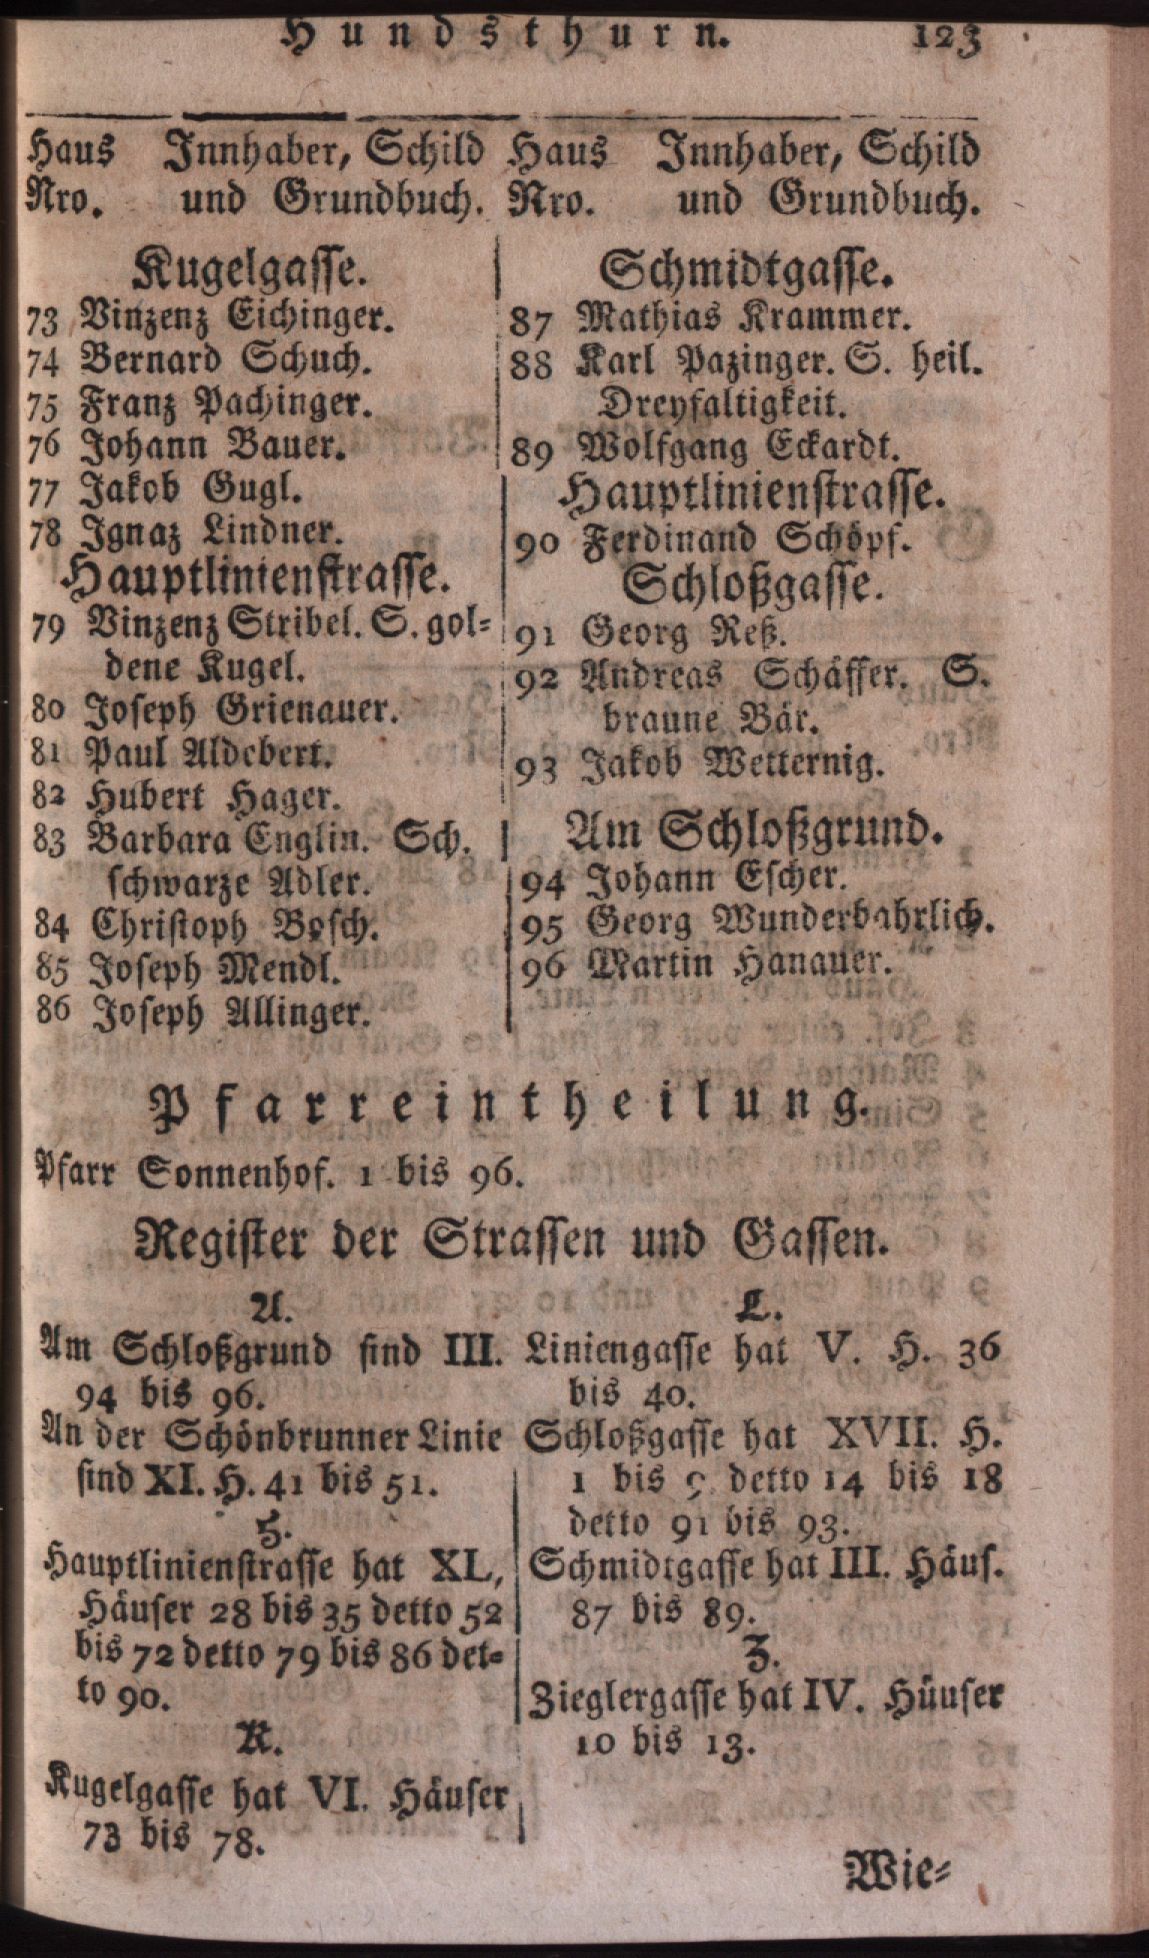 Hundsthurn. 123
Haus Innhaber, Schild
Nro. und Grundbuch.
Kugelgasse.
73 Vinzenz Eichinger.
74 Bernard Schuch.
75 Franz Pachinger.
76 Johann Bauer.
77 Jakob Gugl.
78 Ignaz Lindner.
Hauptlinienstrasse.
79 Vinzenz Stribel. S. gol-
dene Kugel.
80 Joseph Grienauer.
81 Paul Aldebert.
82 Hubert Hager.
83 Barbara Englin. Sch.
schwarze Adler.
84 Christoph Bosch.
85 Joseph Mendl.
86 Joseph Allinger.
Haus Innhaber, Schild
Nro. und Grundbuch.
Schmidtgasse.
87 Mathias Krammer.
88 Karl Pazinger. S. heil.
Dreyfaltigkeit.
89 Wolfgang Eckardt.
Hauptlinienstrasse.
90 Ferdinand Schöpf.
Schloßgasse.
91 Georg Reß.
92 Andreas Schäffer. S.
braune Bär.
93 Jakob Wetternig.
Am Schloßgrund.
94 Johann Escher.
95 Georg Wunderbahrlich.
96 Martin Hanauer.
Pfarreintheilung.
Pfarr Sonnenhof. 1 bis 96.
Register der Strassen und Gassen.
A.
Am Schloßgrund sind III.
94 bis 96.
An der Schönbrunner Linie
sind XI. H. 41 bis 51.
H.
Hauptlinienstrasse hat XL,
Häuser 28 bis 35 detto 52
bis 72 detto 79 bis 86 det-
to 90.
K.
Kugelgasse hat VI. Häuser
73 bis 78.
L.
Liniengasse hat V. H. 36
bis 40.
Schloßgasse hat XVII. H.
1 bis 9 detto 14 bis 18
detto 91 bis 93.
Schmidtgasse hat III. Häus.
87 bis 89.
Z.
Zieglergasse hat IV. Hüuser
10 bis 13.
Wie-